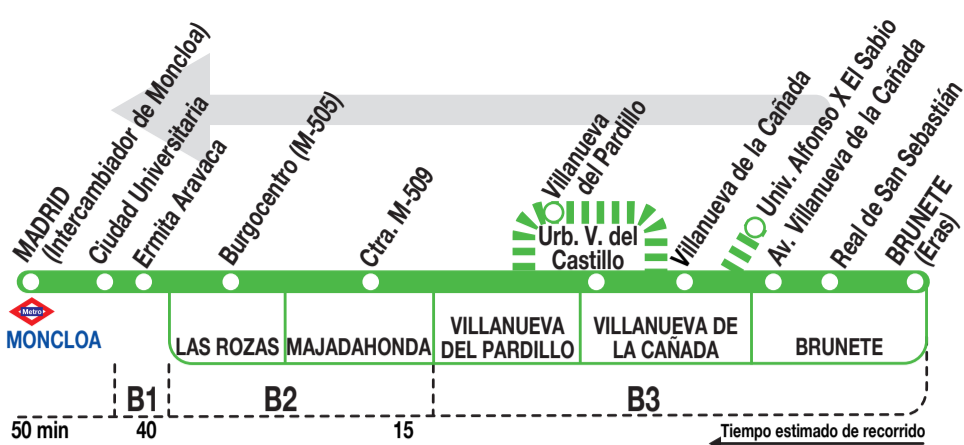 MADRID
(Intercambiador de Moncloa)
Ciudad Universitaria
Ermita Aravaca
Burgocentro (M-505)
Ctra. M-509
Villanueva
del Pardillo
Urb. V. del
Castillo
Villanueva de la Cañada
Univ. Alfonso X El Sabio
Av. Villanueva de la Cañada
Real de San Sebastián
BRUNETE
(Eras)
Metro
MONCLOA
LAS ROZAS
MAJADAHONDA
VILLANUEVA
DEL PARDILLO
VILLANUEVA DE
LA CAÑADA
BRUNETE
B1
B2
B3
50 min
40
15
Tiempo estimado de recorrido